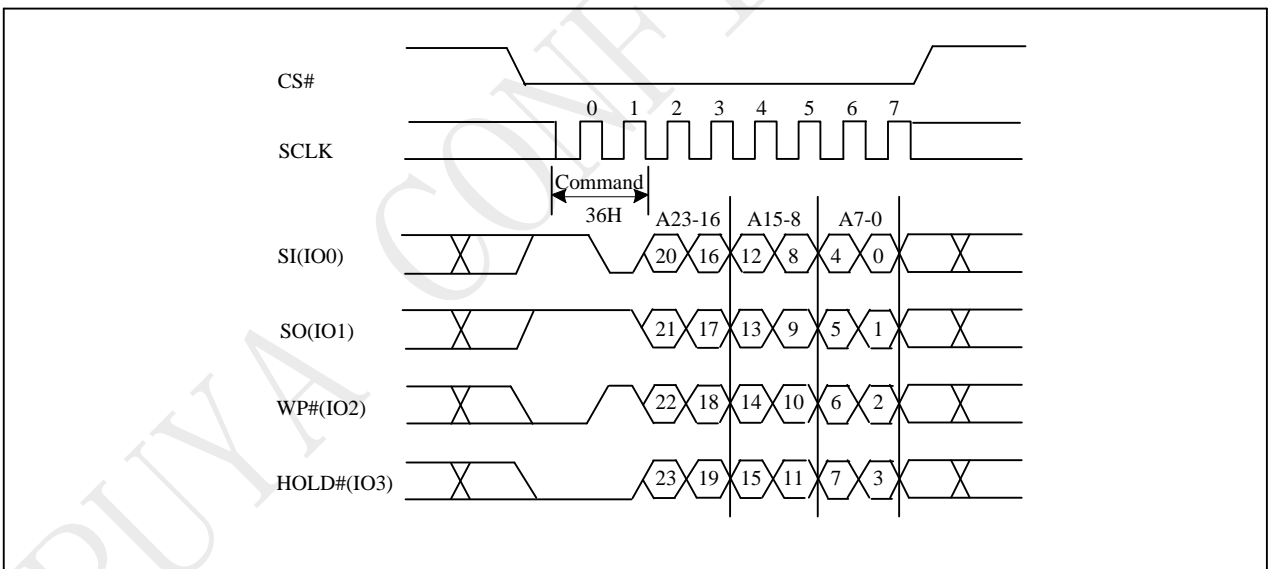 PUYA CONF
CS#
0 1 2 3 4 5 6 7
SCLK
Command
36H
A23-16 A15-8 A7-0
SI(IO0)
20 16 12 8 4 0
SO(IO1)
21 17 13 9 5 1
WP#(IO2)
22 18 14 10 6 2
HOLD#(IO3)
23 19 15 11 7 3